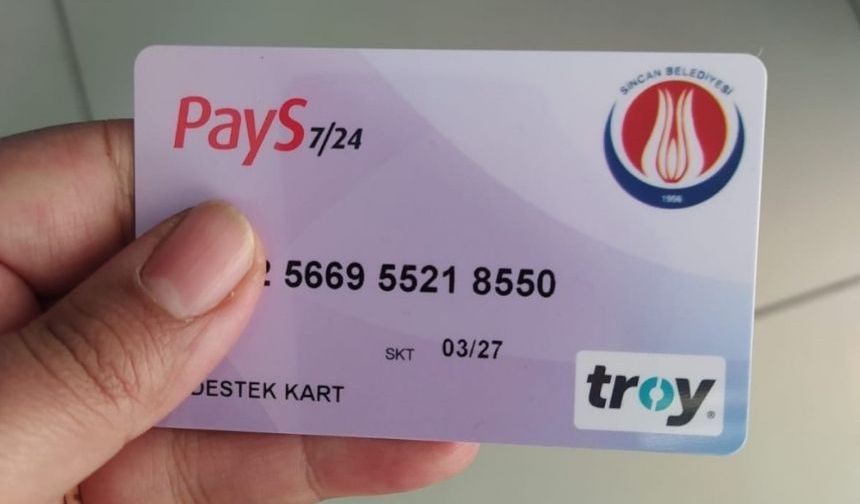 PayS 7/24
SİNCAN BELEDİYESİ
1956
2 5669 5521 8550
SKT 03/27
DESTEK KART
troy